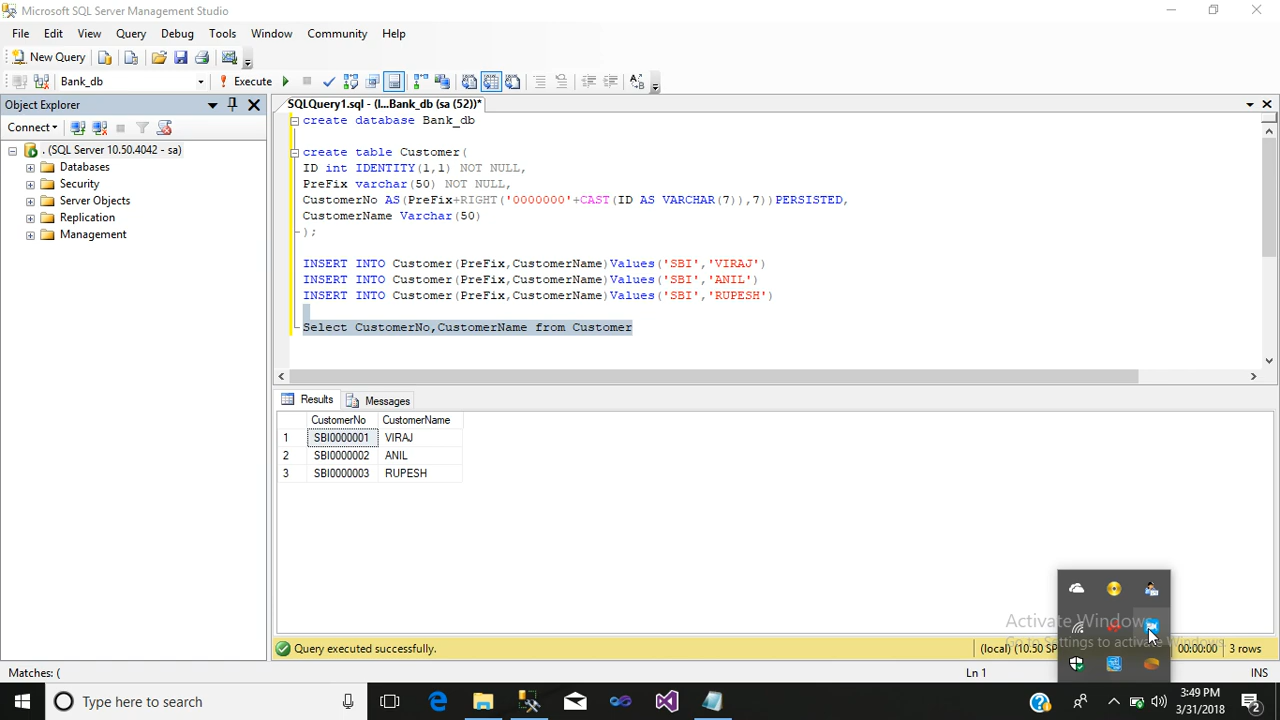 Microsoft SQL Server Management Studio
File Edit View Query Debug Tools Window Community Help
New Query
Bank_db Execute
Object Explorer
SQLQuery1.sql - (l...Bank_db (sa (52))*
Connect
. (SQL Server 10.50.4042 - sa)
Databases
Security
Server Objects
Replication
Management
create database Bank_db
create table Customer(
ID int IDENTITY(1,1) NOT NULL,
PreFix varchar(50) NOT NULL,
CustomerNo AS(PreFix+RIGHT('0000000'+CAST(ID AS VARCHAR(7)),7))PERSISTED,
CustomerName Varchar(50)
);
INSERT INTO Customer(PreFix,CustomerName)Values('SBI','VIRAJ')
INSERT INTO Customer(PreFix,CustomerName)Values('SBI','ANIL')
INSERT INTO Customer(PreFix,CustomerName)Values('SBI','RUPESH')
Select CustomerNo,CustomerName from Customer
Results Messages
CustomerNo CustomerName
1 SBI0000001 VIRAJ
2 SBI0000002 ANIL
3 SBI0000003 RUPESH
Activate Windows
Go to Settings to activate Windows.
Query executed successfully. (local) (10.50 SP 00:00:00 3 rows
Matches: ( Ln 1 INS
Type here to search
3:49 PM
3/31/2018
2